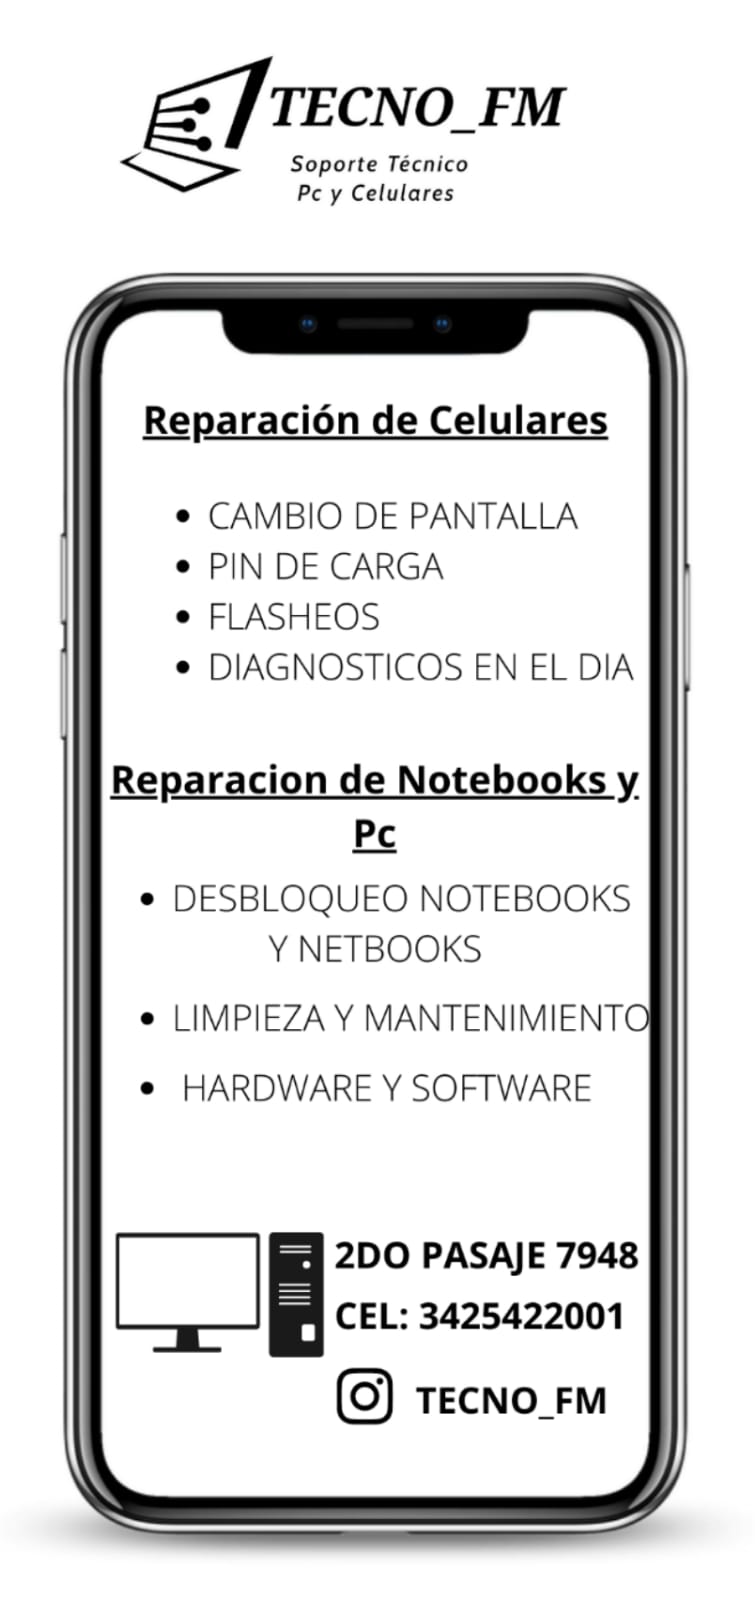 TECNO_FM
Soporte Técnico
Pc y Celulares
Reparación de Celulares
• CAMBIO DE PANTALLA
• PIN DE CARGA
• FLASHEOS
• DIAGNOSTICOS EN EL DIA
Reparacion de Notebooks y
Pc
• DESBLOQUEO NOTEBOOKS
Y NETBOOKS
• LIMPIEZA Y MANTENIMIENTO
• HARDWARE Y SOFTWARE
2DO PASAJE 7948
CEL: 3425422001
TECNO_FM